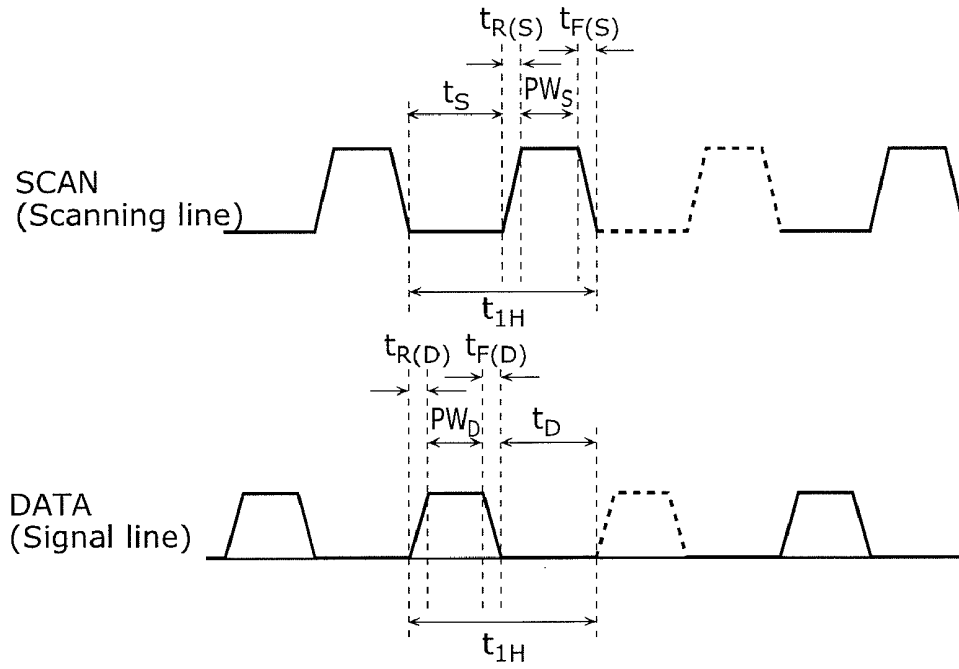 tR(S) tF(S)
tS PWS
SCAN
(Scanning line)
t1H
tR(D) tF(D)
PWD tD
DATA
(Signal line)
t1H